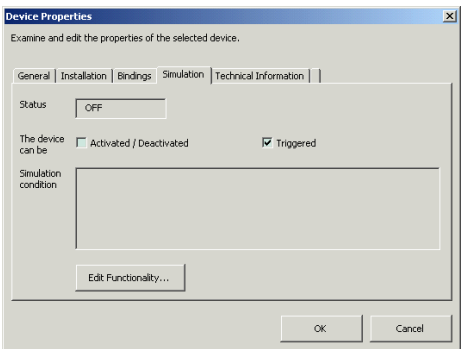 Device Properties
Examine and edit the properties of the selected device.
General Installation Bindings Simulation Technical Information
Status OFF
The device can be
Activated / Deactivated Triggered
Simulation condition
Edit Functionality...
OK Cancel